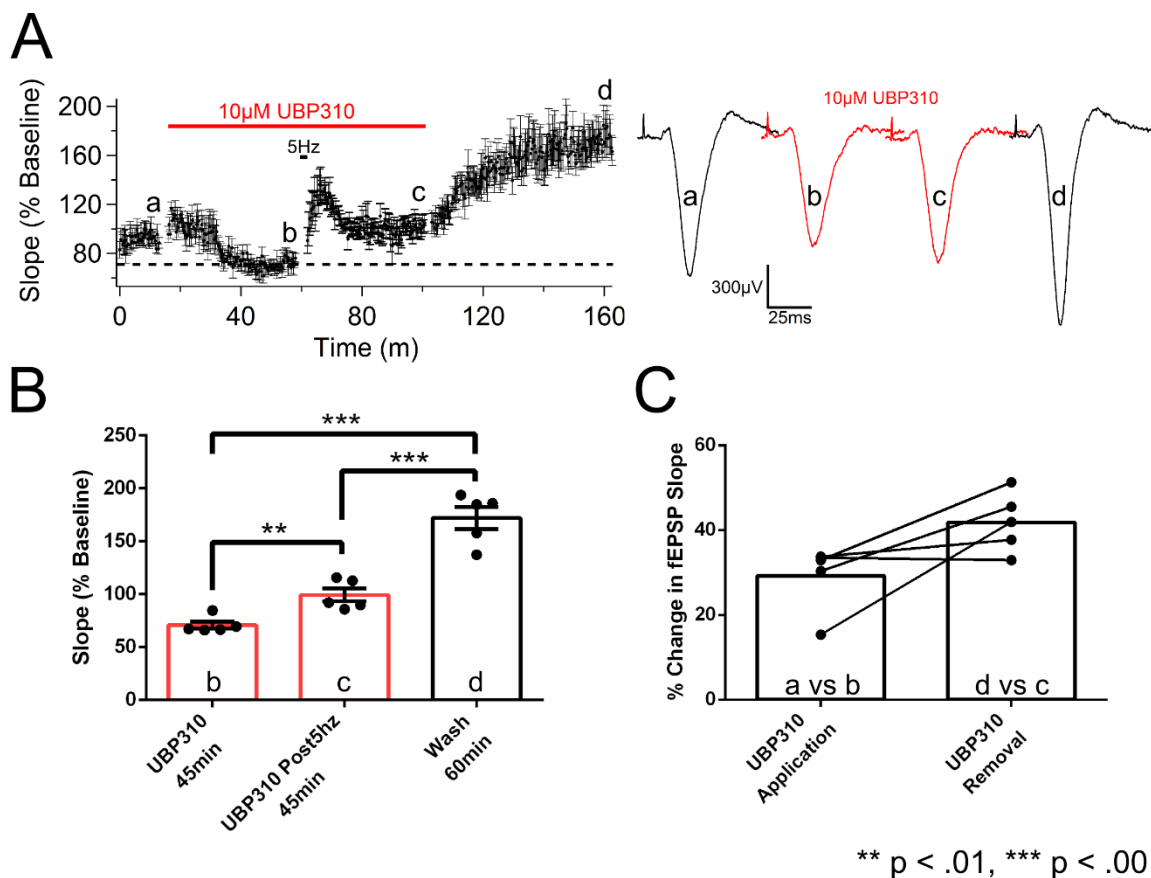 A
Slope (% Baseline)
200
160
120
80
10µM UBP310
5Hz
a
b
c
d
0
40
80
120
160
Time (m)
10µM UBP310
a
b
c
d
300µV
25ms
B
Slope (% Baseline)
250
200
150
100
50
0
***
***
**
b
c
d
UBP310
45min
UBP310 Post5hz
45min
Wash
60min
C
% Change in fEPSP Slope
60
40
20
0
a vs b
d vs c
UBP310
Application
UBP310
Removal
** p < .01, *** p < .00